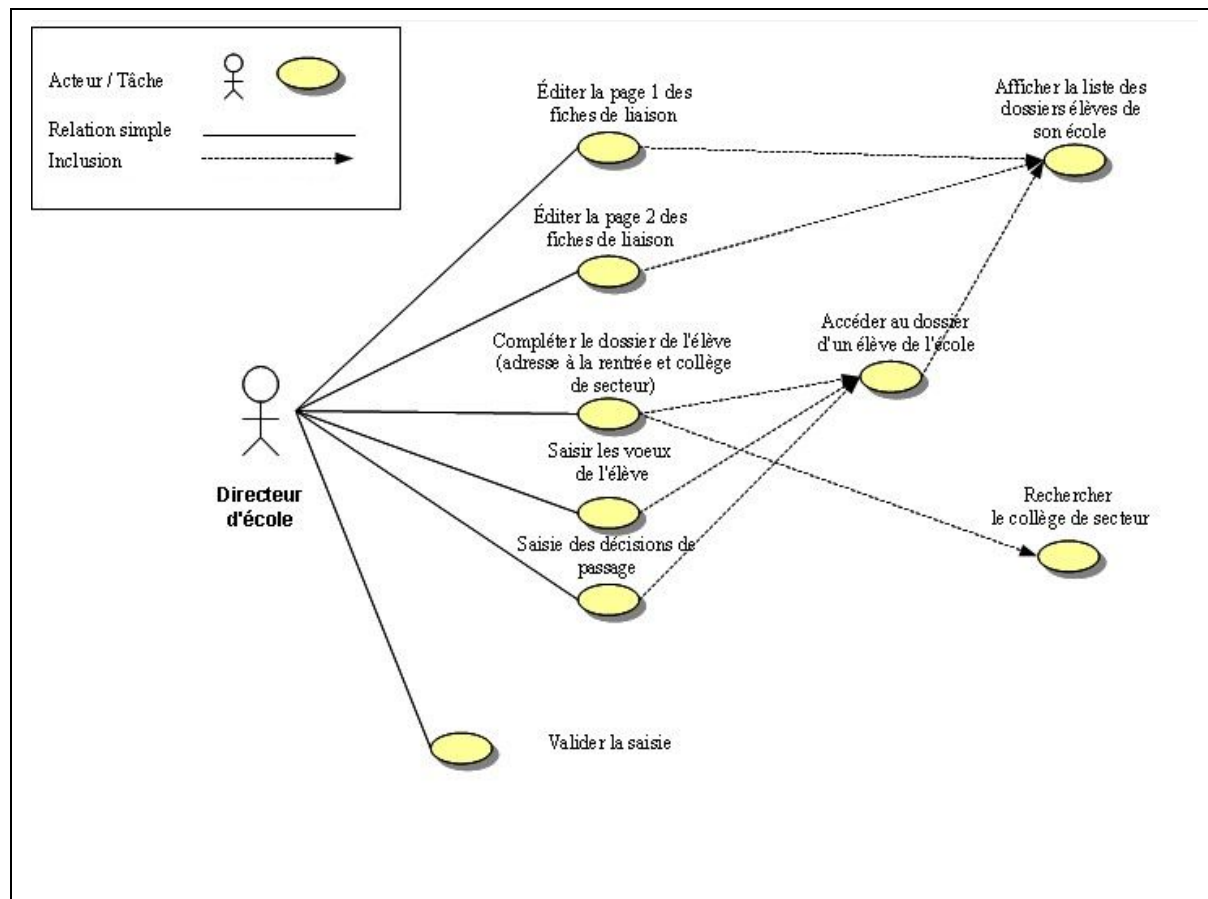 Acteur / Tâche
Relation simple
Inclusion
Éditer la page 1 des
fiches de liaison
Afficher la liste des
dossiers élèves de
son école
Éditer la page 2 des
fiches de liaison
Accéder au dossier
d'un élève de l'école
Compléter le dossier de l'élève
(adresse à la rentrée et collège
de secteur)
Directeur
d'école
Saisir les voeux
de l'élève
Rechercher
le collège de secteur
Saisie des décisions de
passage
Valider la saisie